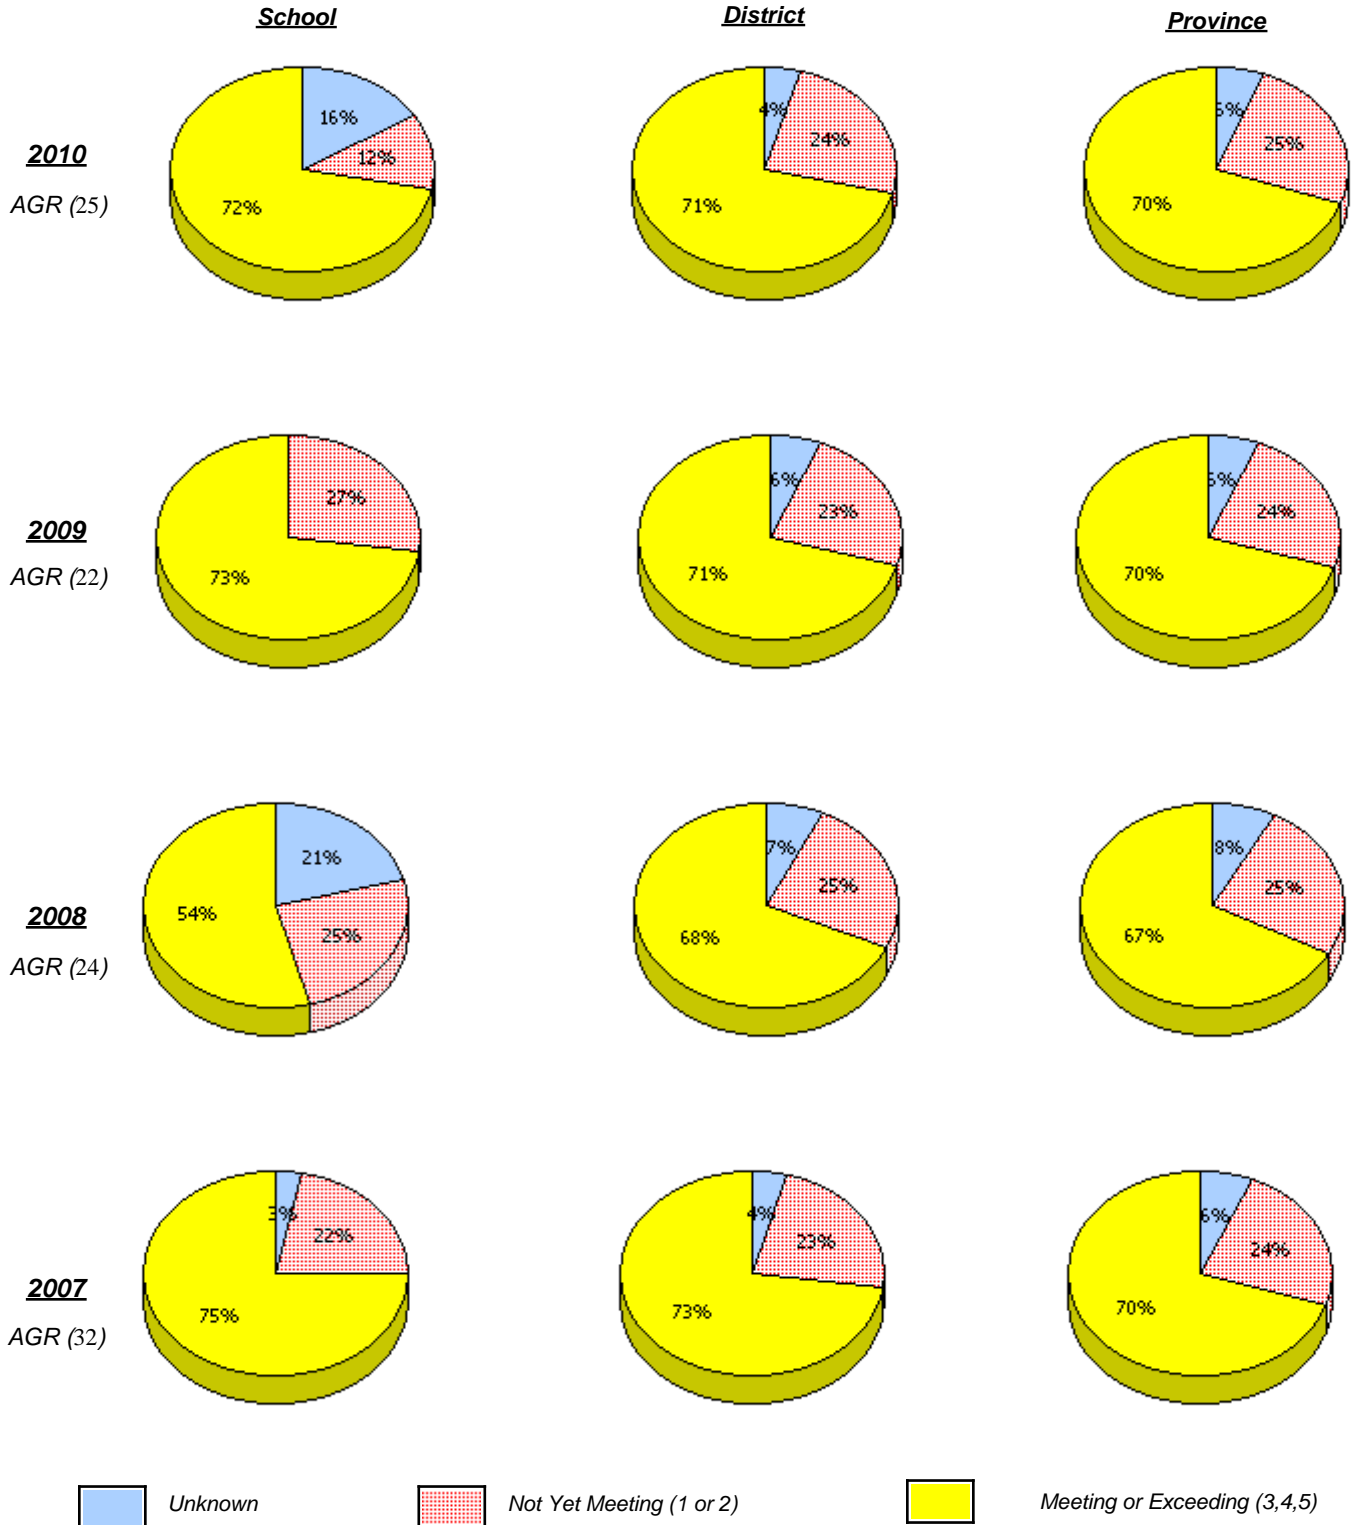 School District Province
16% 4% 24% 25%
2010 12%
AGR (25) 72% 71% 70%
27% 6% 23% 24%
2009
AGR (22) 73% 71% 70%
21% 7% 25% 8% 25%
2008 54% 25% 68% 67%
AGR (24)
3% 22% 4% 23% 6% 24%
2007
AGR (32) 75% 73% 70%
Unknown Not Yet Meeting (1 or 2) Meeting or Exceeding (3,4,5)